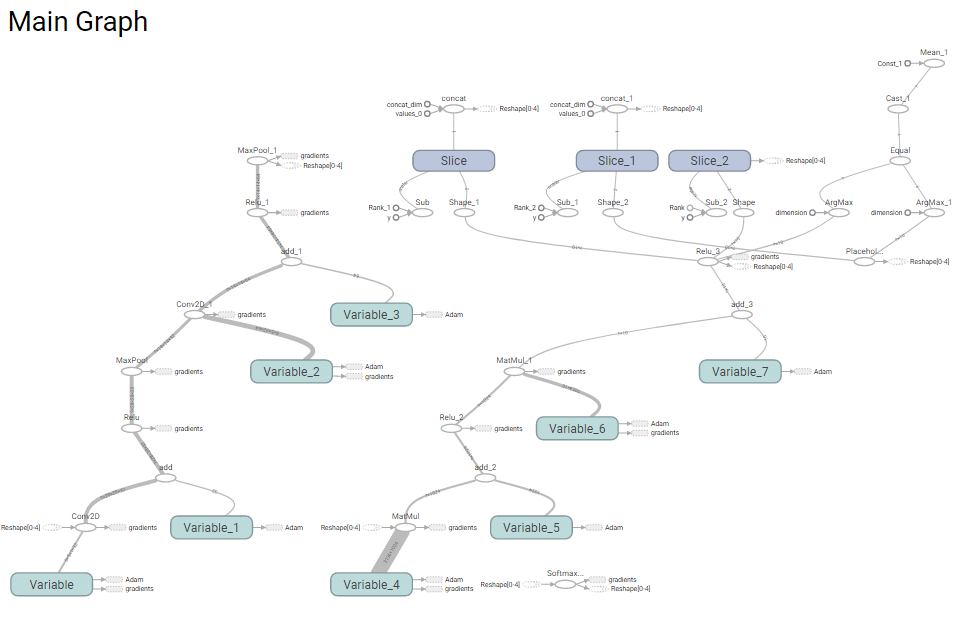 Main Graph
Mean_1
Const_1
concat
concat_1
Cast_1
concat_dim
values_0
Reshape[0-4]
concat_dim
values_0
Reshape[0-4]
MaxPool_1
gradients
Reshape[0-4]
Slice
Slice_1
Slice_2
Reshape[0-4]
Equal
Relu_1
gradients
Rank_1
y
Sub
Shape_1
Rank_2
y
Sub_1
Shape_2
Rank
y
Sub_2
Shape
dimension
ArgMax
dimension
ArgMax_1
add_1
Relu_3
gradients
Reshape[0-4]
Placehol...
Reshape[0-4]
Conv2D_1
gradients
Variable_3
Adam
add_3
MaxPool
gradients
Variable_2
Adam
gradients
MatMul_1
gradients
Variable_7
Adam
Relu
gradients
Relu_2
gradients
Variable_6
Adam
gradients
add
add_2
Reshape[0-4]
Conv2D
gradients
Variable_1
Adam
Reshape[0-4]
MatMul
gradients
Variable_5
Adam
Variable
Adam
gradients
Variable_4
Adam
gradients
Reshape[0-4]
Softmax...
gradients
Reshape[0-4]